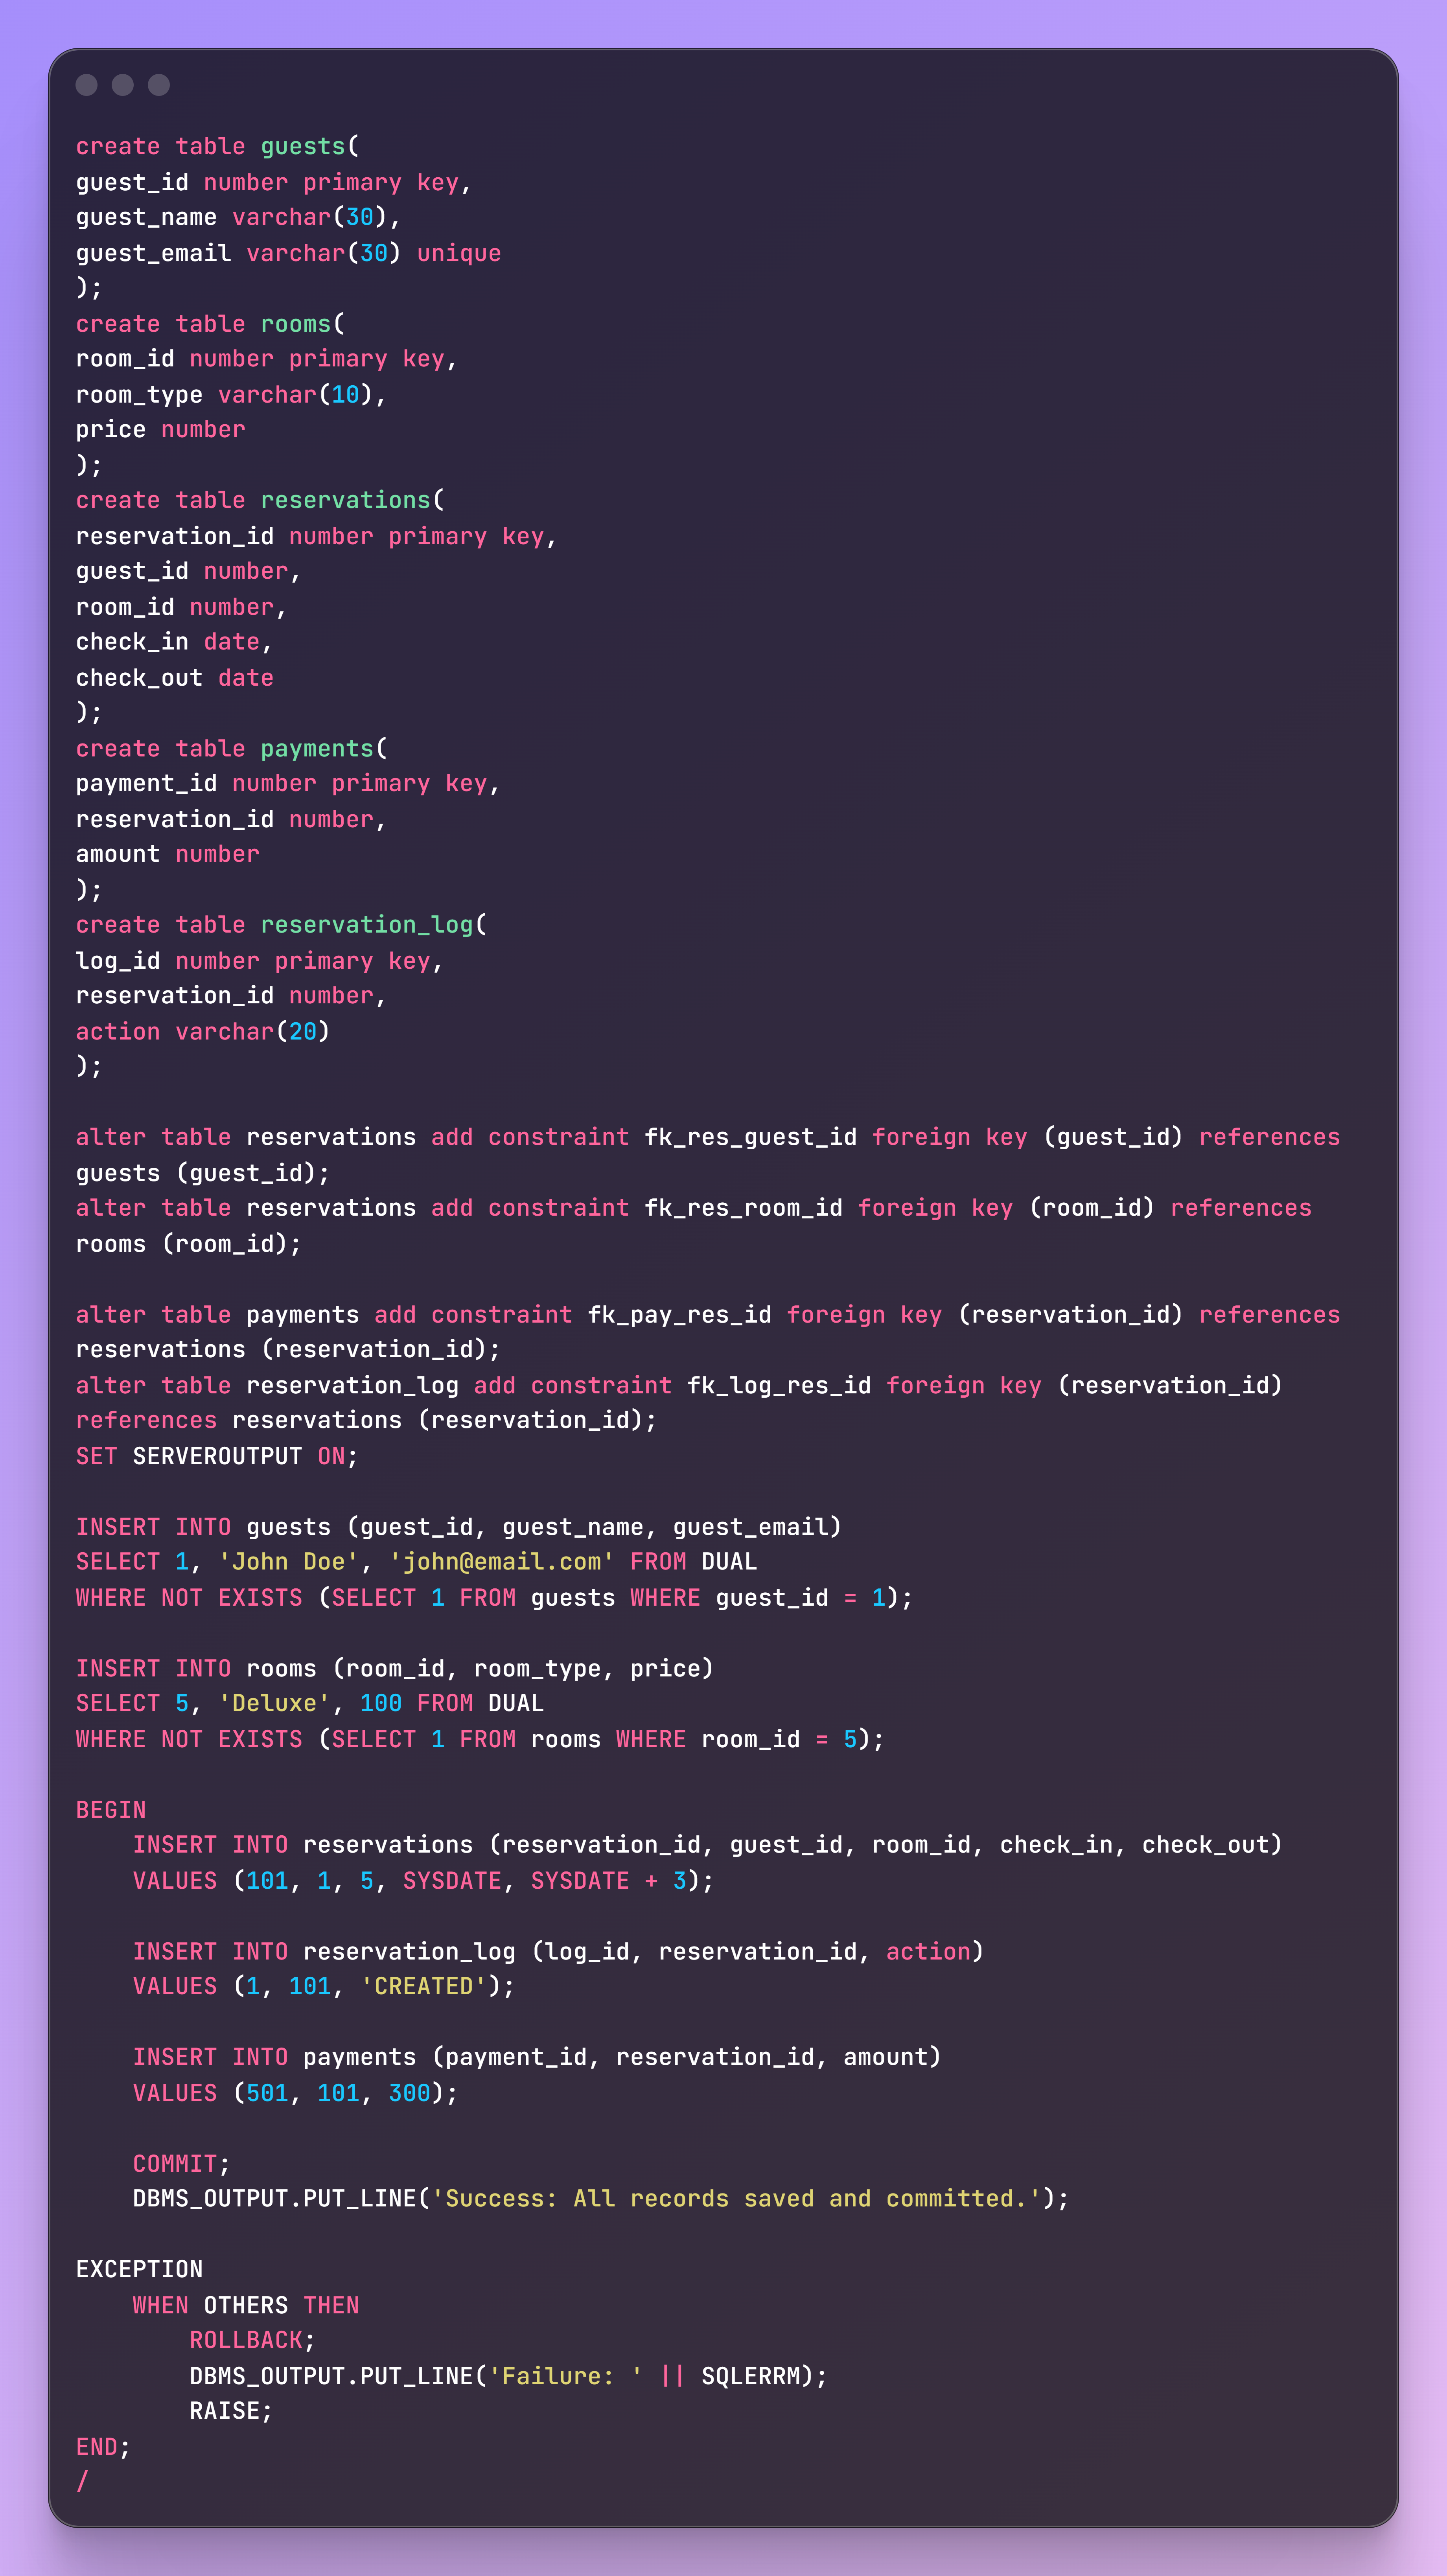 create table guests(
guest_id number primary key,
guest_name varchar(30),
guest_email varchar(30) unique
);
create table rooms(
room_id number primary key,
room_type varchar(10),
price number
);
create table reservations(
reservation_id number primary key,
guest_id number,
room_id number,
check_in date,
check_out date
);
create table payments(
payment_id number primary key,
reservation_id number,
amount number
);
create table reservation_log(
log_id number primary key,
reservation_id number,
action varchar(20)
);

alter table reservations add constraint fk_res_guest_id foreign key (guest_id) references
guests (guest_id);
alter table reservations add constraint fk_res_room_id foreign key (room_id) references
rooms (room_id);

alter table payments add constraint fk_pay_res_id foreign key (reservation_id) references
reservations (reservation_id);
alter table reservation_log add constraint fk_log_res_id foreign key (reservation_id)
references reservations (reservation_id);
SET SERVEROUTPUT ON;

INSERT INTO guests (guest_id, guest_name, guest_email)
SELECT 1, 'John Doe', 'john@email.com' FROM DUAL
WHERE NOT EXISTS (SELECT 1 FROM guests WHERE guest_id = 1);

INSERT INTO rooms (room_id, room_type, price)
SELECT 5, 'Deluxe', 100 FROM DUAL
WHERE NOT EXISTS (SELECT 1 FROM rooms WHERE room_id = 5);

BEGIN
    INSERT INTO reservations (reservation_id, guest_id, room_id, check_in, check_out)
    VALUES (101, 1, 5, SYSDATE, SYSDATE + 3);

    INSERT INTO reservation_log (log_id, reservation_id, action)
    VALUES (1, 101, 'CREATED');

    INSERT INTO payments (payment_id, reservation_id, amount)
    VALUES (501, 101, 300);

    COMMIT;
    DBMS_OUTPUT.PUT_LINE('Success: All records saved and committed.');

EXCEPTION
    WHEN OTHERS THEN
        ROLLBACK;
        DBMS_OUTPUT.PUT_LINE('Failure: ' || SQLERRM);
        RAISE;
END;
/